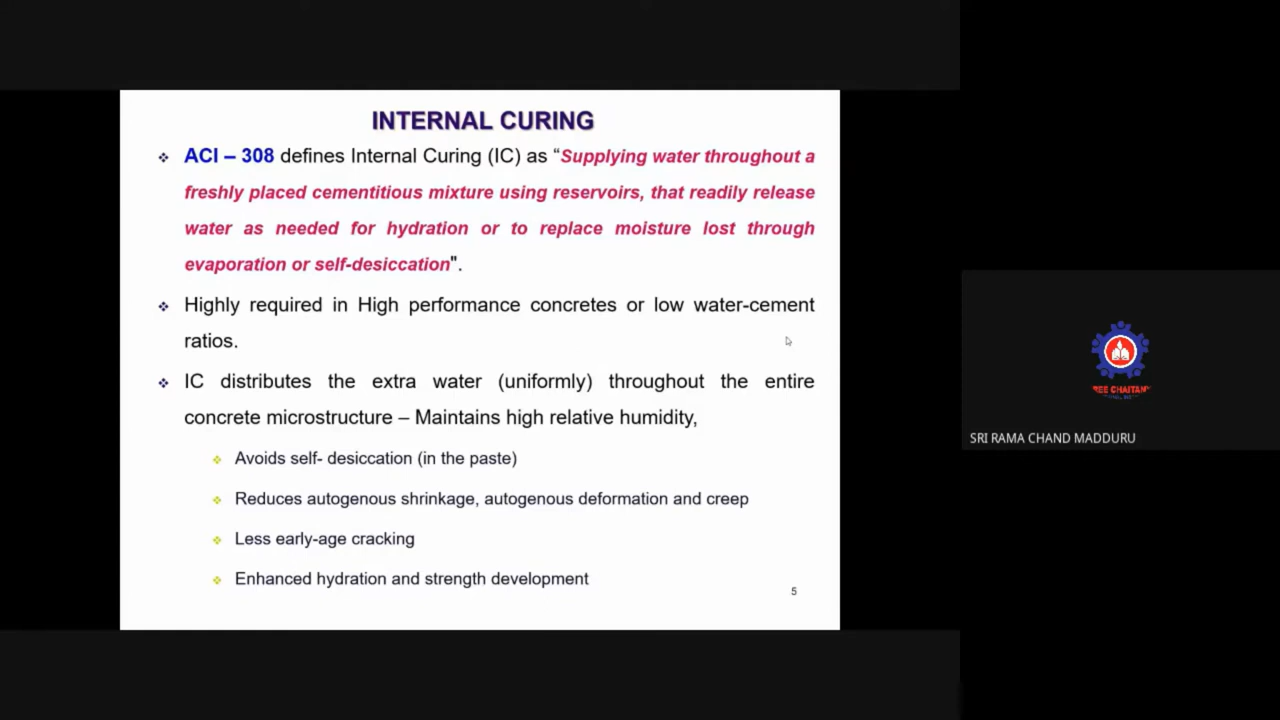 INTERNAL CURING
ACI – 308 defines Internal Curing (IC) as “Supplying water throughout a
freshly placed cementitious mixture using reservoirs, that readily release
water as needed for hydration or to replace moisture lost through
evaporation or self-desiccation".
Highly required in High performance concretes or low water-cement
ratios.
IC distributes the extra water (uniformly) throughout the entire
concrete microstructure – Maintains high relative humidity,
Avoids self- desiccation (in the paste)
Reduces autogenous shrinkage, autogenous deformation and creep
Less early-age cracking
Enhanced hydration and strength development
5
REE CHAITAN
SRI RAMA CHAND MADDURU